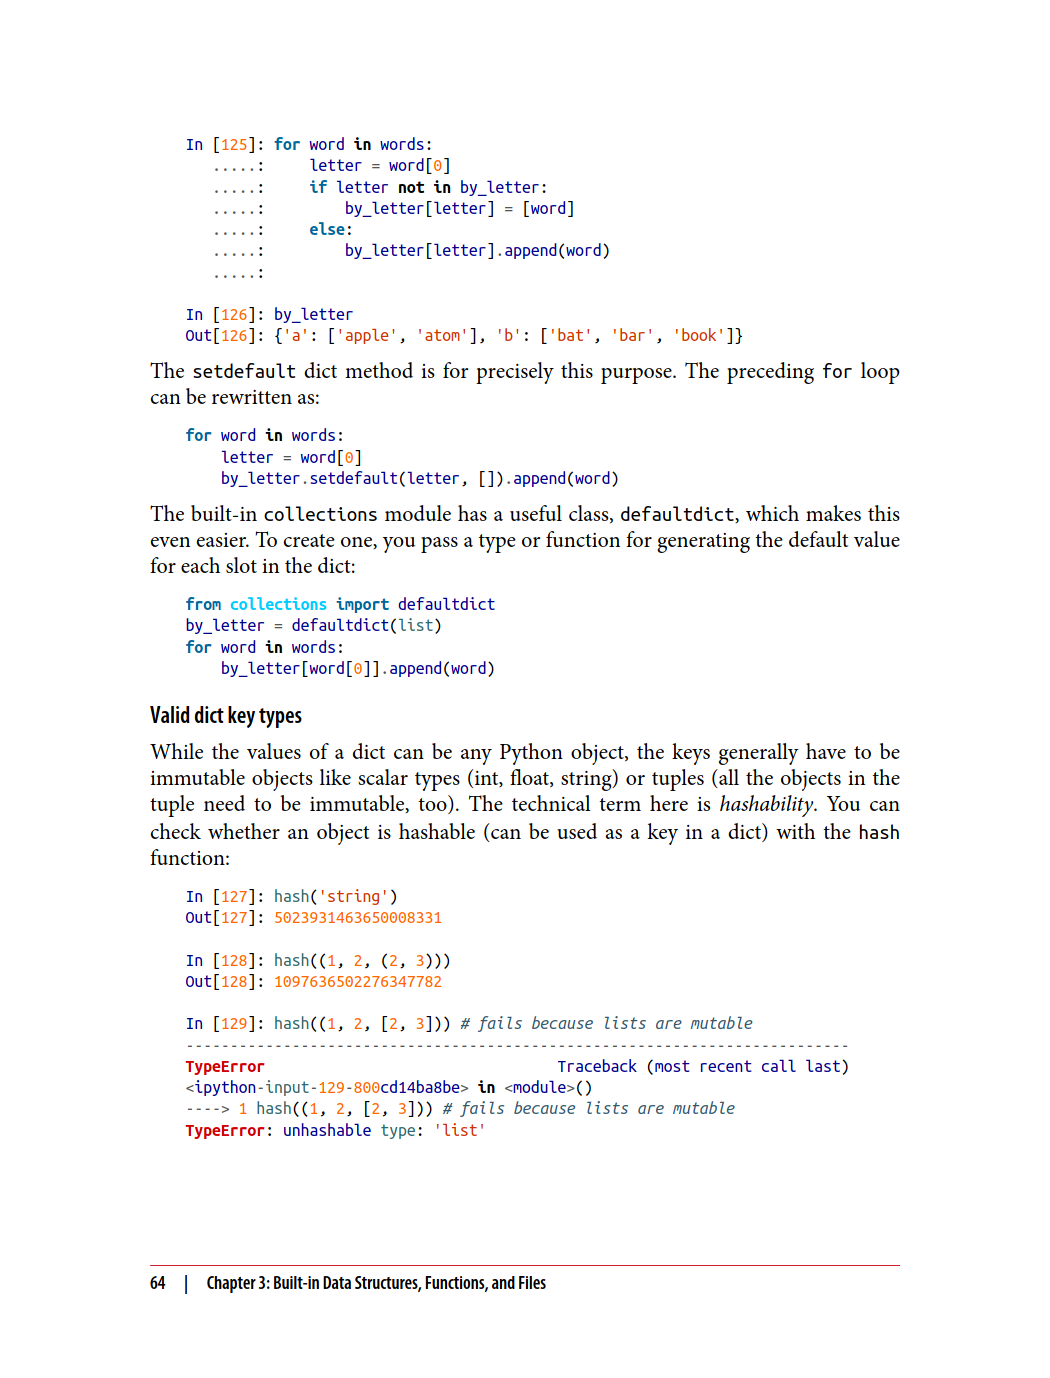 In [125]: for word in words:
   .....:     letter = word[0]
   .....:     if letter not in by_letter:
   .....:         by_letter[letter] = [word]
   .....:     else:
   .....:         by_letter[letter].append(word)
   .....:
In [126]: by_letter
Out[126]: {'a': ['apple', 'atom'], 'b': ['bat', 'bar', 'book']}
The setdefault dict method is for precisely this purpose. The preceding for loop
can be rewritten as:
for word in words:
    letter = word[0]
    by_letter.setdefault(letter, []).append(word)
The built-in collections module has a useful class, defaultdict, which makes this
even easier. To create one, you pass a type or function for generating the default value
for each slot in the dict:
from collections import defaultdict
by_letter = defaultdict(list)
for word in words:
    by_letter[word[0]].append(word)
Valid dict key types
While the values of a dict can be any Python object, the keys generally have to be
immutable objects like scalar types (int, float, string) or tuples (all the objects in the
tuple need to be immutable, too). The technical term here is hashability. You can
check whether an object is hashable (can be used as a key in a dict) with the hash
function:
In [127]: hash('string')
Out[127]: 5023931463650008331
In [128]: hash((1, 2, (2, 3)))
Out[128]: 1097636502276347782
In [129]: hash((1, 2, [2, 3])) # fails because lists are mutable
---------------------------------------------------------------------------
TypeError                                 Traceback (most recent call last)
<ipython-input-129-800cd14ba8be> in <module>()
----> 1 hash((1, 2, [2, 3])) # fails because lists are mutable
TypeError: unhashable type: 'list'
64 | Chapter 3: Built-in Data Structures, Functions, and Files